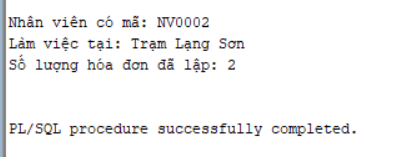 Nhân viên có mã: NV0002
Làm việc tại: Trạm Lạng Sơn
Số lượng hóa đơn đã lập: 2
PL/SQL procedure successfully completed.